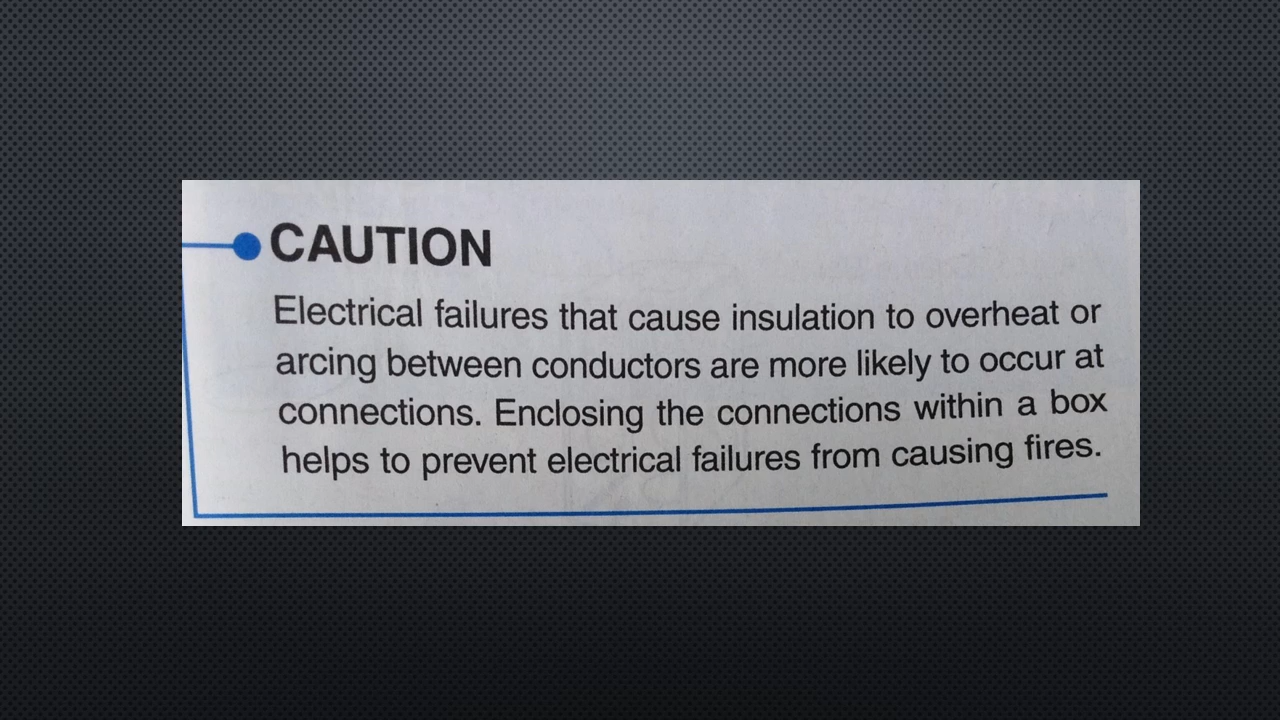 CAUTION
Electrical failures that cause insulation to overheat or
arcing between conductors are more likely to occur at
connections. Enclosing the connections within a box
helps to prevent electrical failures from causing fires.